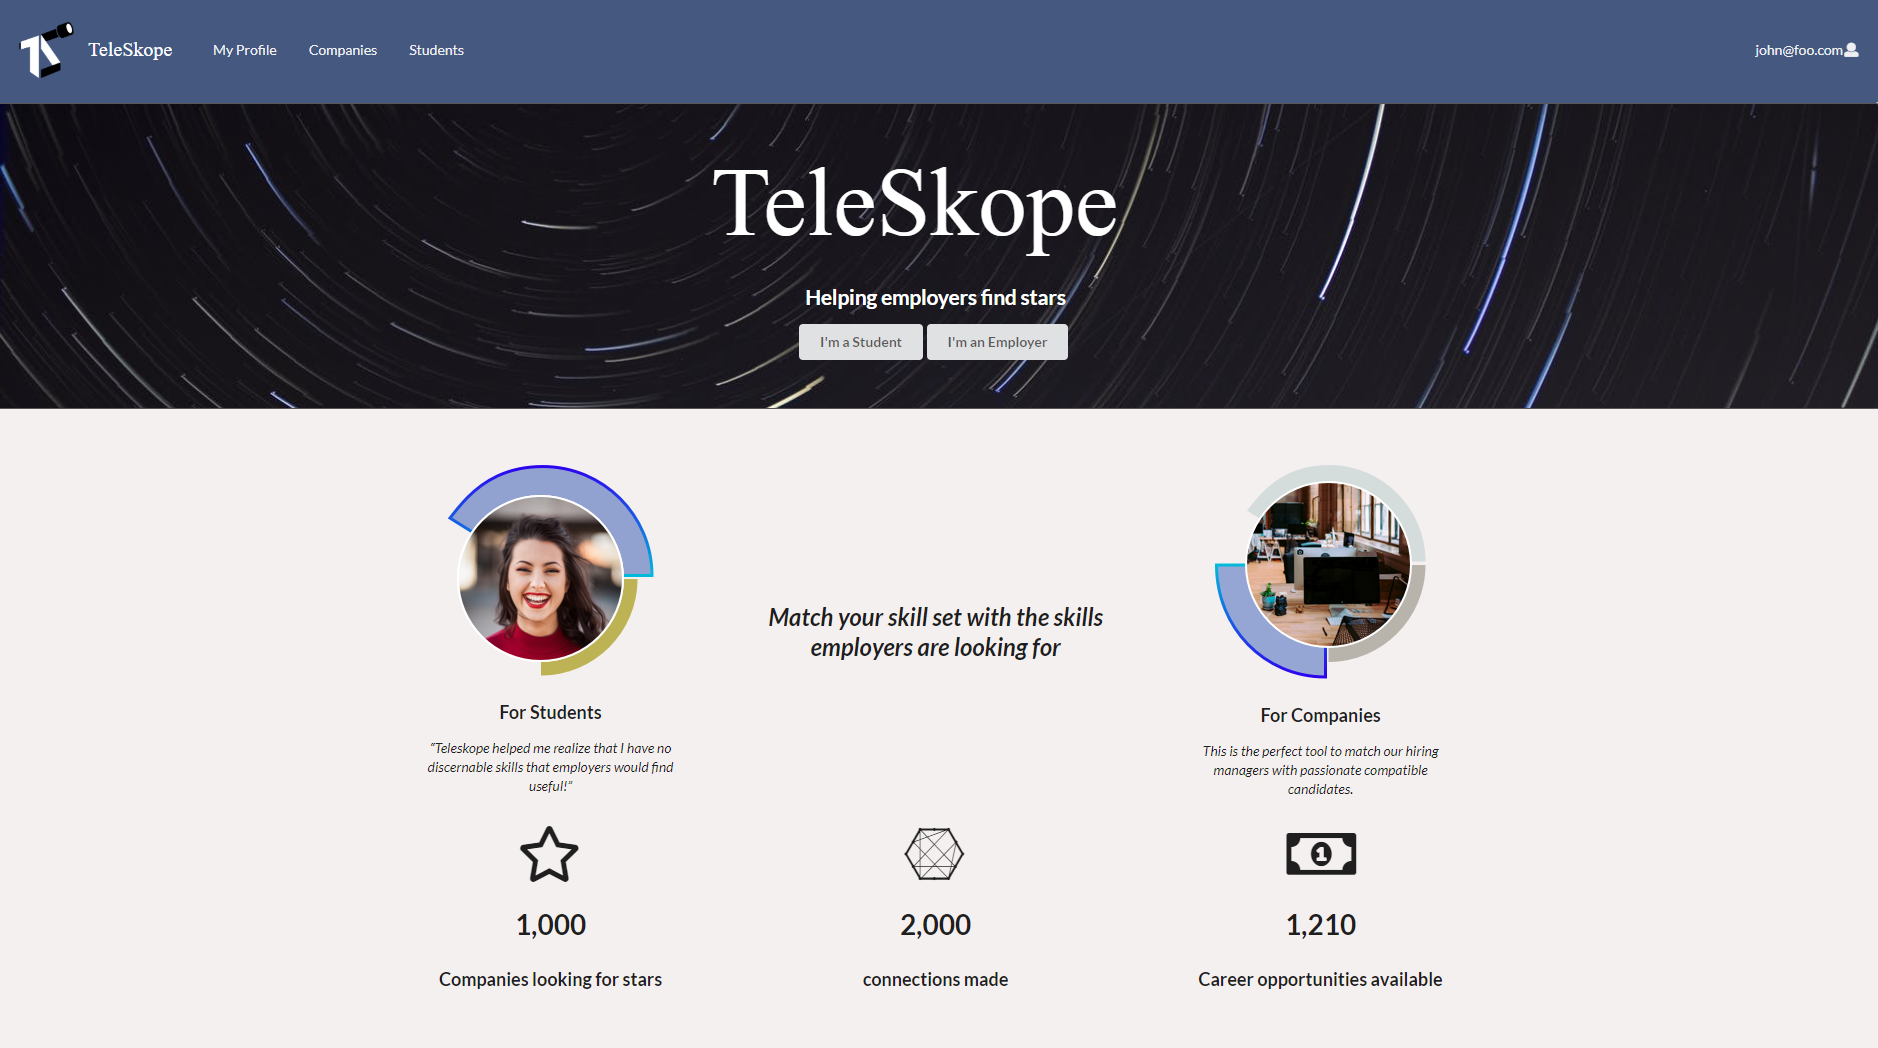 TeleSkope
My Profile
Companies
Students
john@foo.com
TeleSkope
Helping employers find stars
I'm a Student
I'm an Employer
Match your skill set with the skills
employers are looking for
For Students
"Teleskope helped me realize that I have no
discernable skills that employers would find
useful!"
For Companies
This is the perfect tool to match our hiring
managers with passionate compatible
candidates.
1
1,000
2,000
1,210
Companies looking for stars
connections made
Career opportunities available